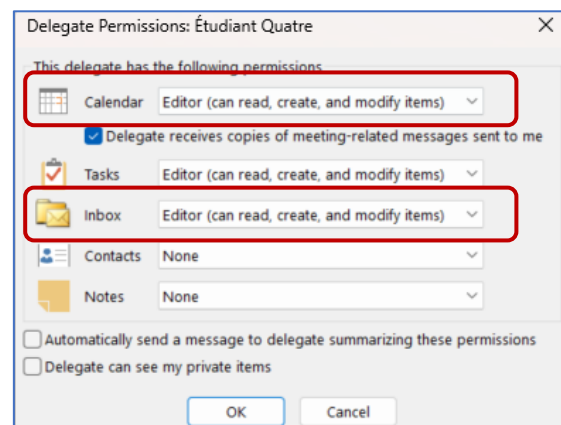 Delegate Permissions: Étudiant Quatre
This delegate has the following permissions
Calendar Editor (can read, create, and modify items)
Delegate receives copies of meeting-related messages sent to me
Tasks Editor (can read, create, and modify items)
Inbox Editor (can read, create, and modify items)
Contacts None
Notes None
Automatically send a message to delegate summarizing these permissions
Delegate can see my private items
OK Cancel